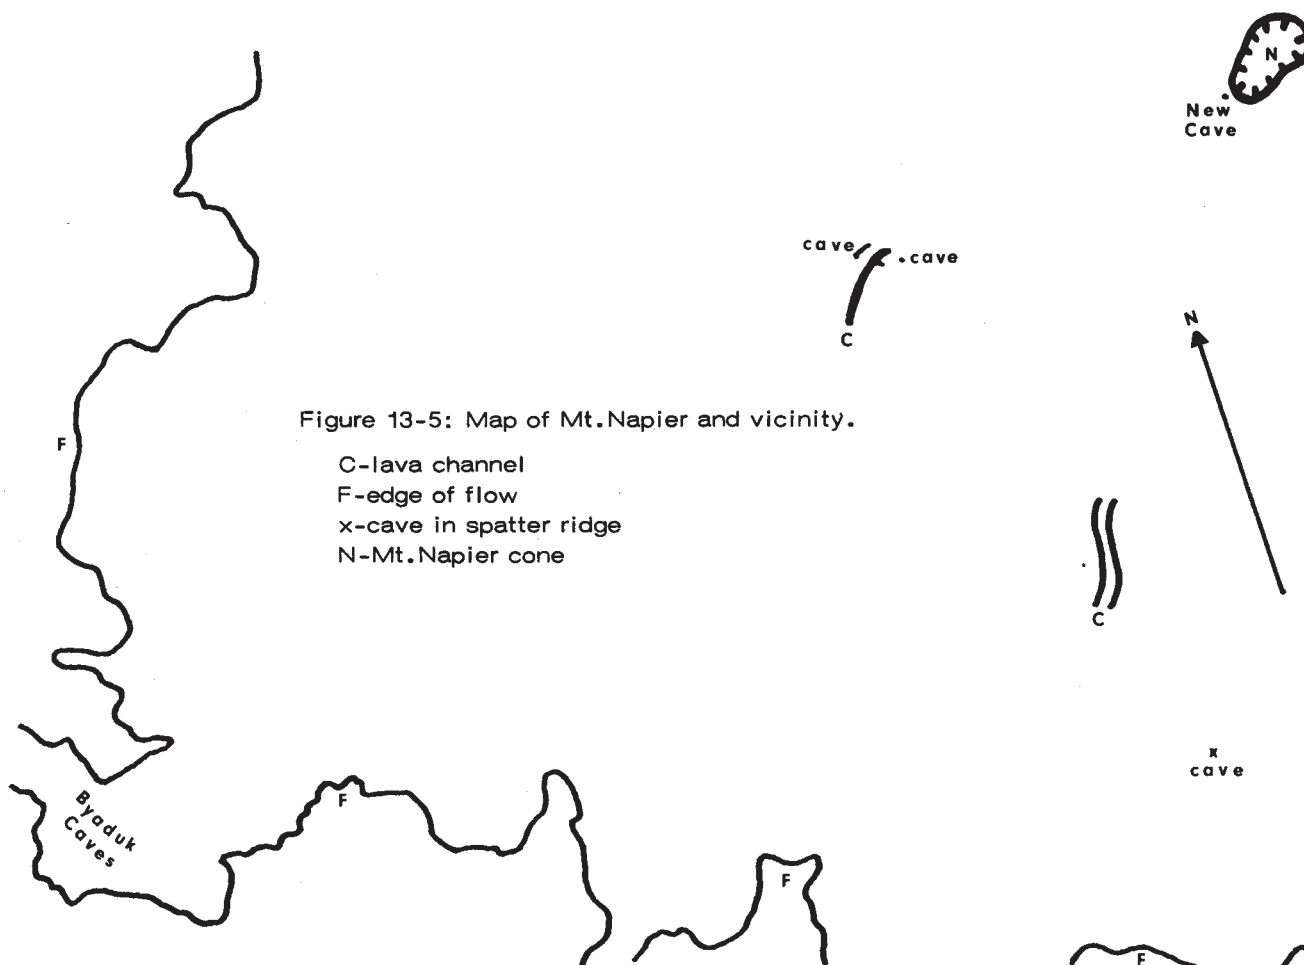 N
New
Cave
cave
.cave
C
N
Figure 13-5: Map of Mt.Napier and vicinity.
C-lava channel
F-edge of flow
x-cave in spatter ridge
N-Mt.Napier cone
F
C
x
cave
Byaduk
Caves
F
F
F